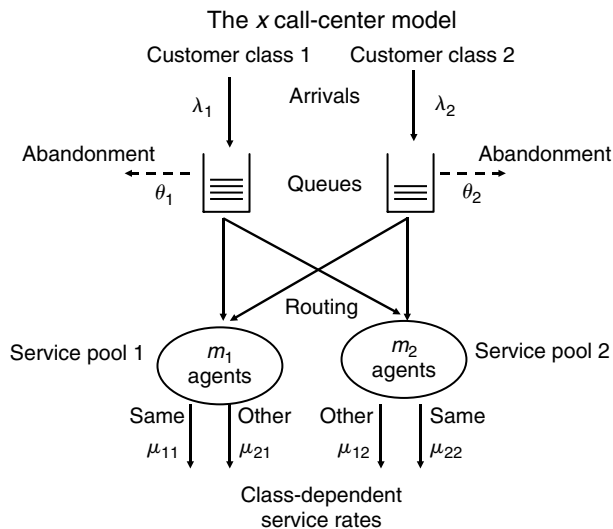 The x call-center model
Customer class 1 Customer class 2
λ1 Arrivals λ2
Abandonment Abandonment
θ1 Queues θ2
Routing
Service pool 1 m1 agents m2 agents Service pool 2
Same Other Other Same
μ11 μ21 μ12 μ22
Class-dependent
service rates